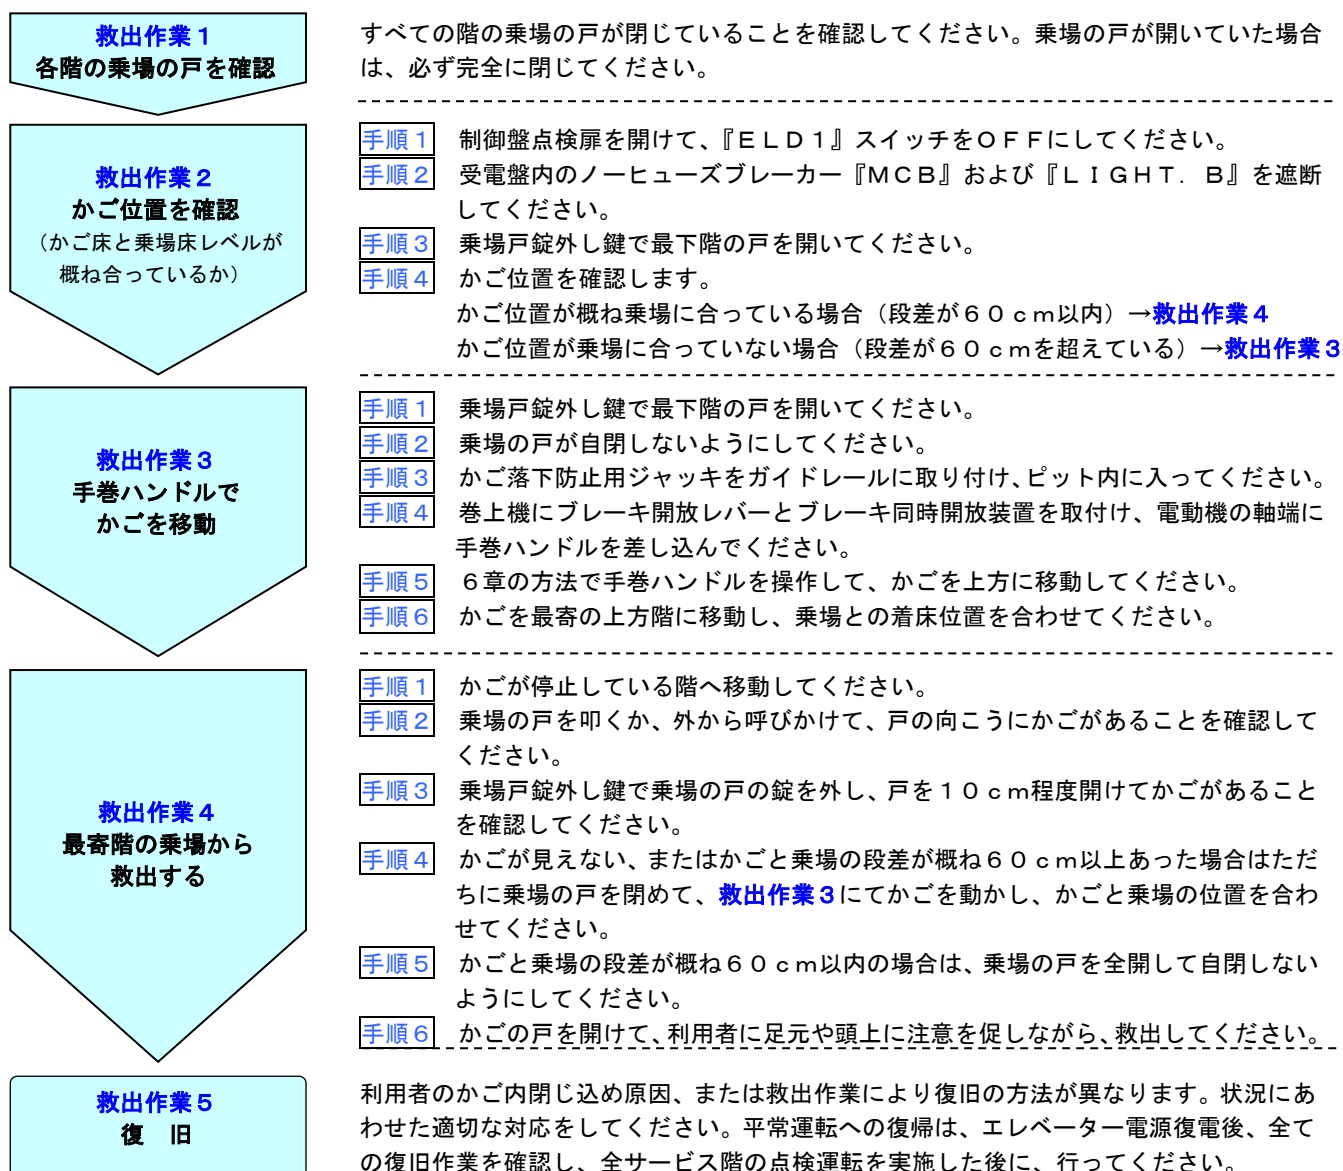 救出作業１
各階の乗場の戸を確認
すべての階の乗場の戸が閉じていることを確認してください。乗場の戸が開いていた場合
は、必ず完全に閉じてください。
救出作業２
かご位置を確認
（かご床と乗場床レベルが
概ね合っているか）
手順１　制御盤点検扉を開けて、『ＥＬＤ１』スイッチをＯＦＦにしてください。
手順２　受電盤内のノーヒューズブレーカー『ＭＣＢ』および『ＬＩＧＨＴ．Ｂ』を遮断
してください。
手順３　乗場戸錠外し鍵で最下階の戸を開いてください。
手順４　かご位置を確認します。
かご位置が概ね乗場に合っている場合（段差が６０ｃｍ以内）→救出作業４
かご位置が乗場に合っていない場合（段差が６０ｃｍを超えている）→救出作業３
救出作業３
手巻ハンドルで
かごを移動
手順１　乗場戸錠外し鍵で最下階の戸を開いてください。
手順２　乗場の戸が自閉しないようにしてください。
手順３　かご落下防止用ジャッキをガイドレールに取り付け、ピット内に入ってください。
手順４　巻上機にブレーキ開放レバーとブレーキ同時開放装置を取付け、電動機の軸端に
手巻ハンドルを差し込んでください。
手順５　６章の方法で手巻ハンドルを操作して、かごを上方に移動してください。
手順６　かごを最寄の上方階に移動し、乗場との着床位置を合わせてください。
救出作業４
最寄階の乗場から
救出する
手順１　かごが停止している階へ移動してください。
手順２　乗場の戸を叩くか、外から呼びかけて、戸の向こうにかごがあることを確認して
ください。
手順３　乗場戸錠外し鍵で乗場の戸の錠を外し、戸を１０ｃｍ程度開けてかごがあること
を確認してください。
手順４　かごが見えない、またはかごと乗場の段差が概ね６０ｃｍ以上あった場合はただ
ちに乗場の戸を閉めて、救出作業３にてかごを動かし、かごと乗場の位置を合わ
せてください。
手順５　かごと乗場の段差が概ね６０ｃｍ以内の場合は、乗場の戸を全開して自閉しない
ようにしてください。
手順６　かごの戸を開けて、利用者に足元や頭上に注意を促しながら、救出してください。
救出作業５
復　旧
利用者のかご内閉じ込め原因、または救出作業により復旧の方法が異なります。状況にあ
わせた適切な対応をしてください。平常運転への復帰は、エレベーター電源復電後、全て
の復旧作業を確認し、全サービス階の点検運転を実施した後に、行ってください。